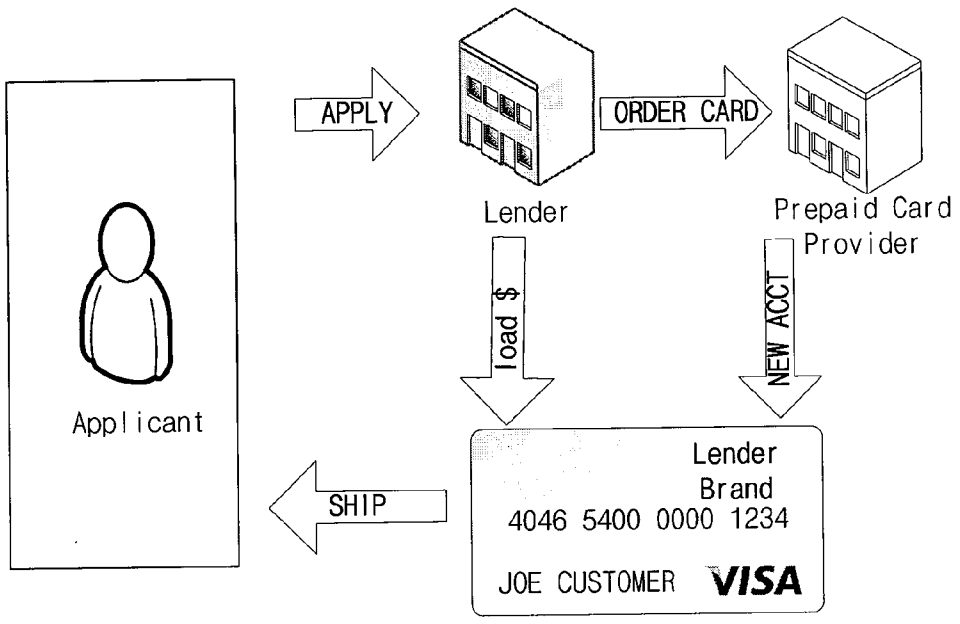 APPLY
ORDER CARD
Lender
Prepaid Card
Provider
Applicant
load $
NEW ACCT
SHIP
Lender
Brand
4046 5400 0000 1234
JOE CUSTOMER VISA